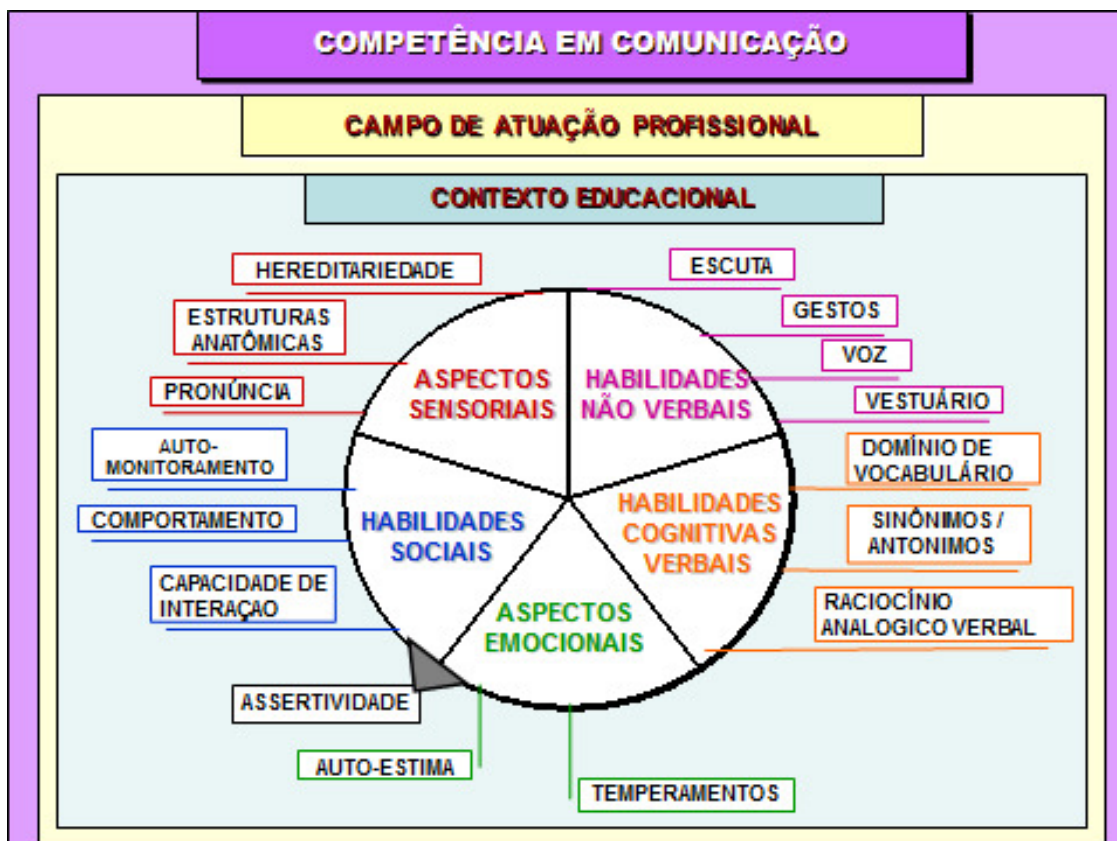 COMPETÊNCIA EM COMUNICAÇÃO
CAMPO DE ATUAÇÃO PROFISSIONAL
CONTEXTO EDUCACIONAL
HEREDITARIEDADE
ESTRUTURAS
ANATÔMICAS
PRONÚNCIA
AUTO-
MONITORAMENTO
COMPORTAMENTO
CAPACIDADE DE
INTERAÇAO
ASSERTIVIDADE
AUTO-ESTIMA
TEMPERAMENTOS
ESCUTA
GESTOS
VOZ
VESTUÁRIO
DOMÍNIO DE
VOCABULÁRIO
SINÔNIMOS /
ANTONIMOS
RACIOCÍNIO
ANALOGICO VERBAL
ASPECTOS
SENSORIAIS
HABILIDADES
NÃO VERBAIS
HABILIDADES
SOCIAIS
HABILIDADES
COGNITIVAS
VERBAIS
ASPECTOS
EMOCIONAIS